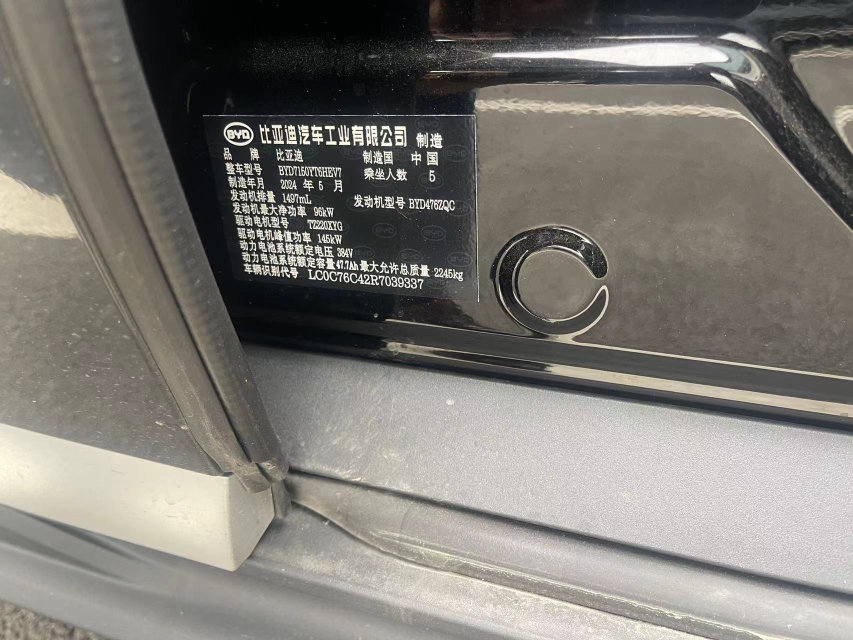 BYD 比亚迪汽车工业有限公司 制造
品 牌 比亚迪 制造国 中国
整车型号 BYD7150YT6HEV7 乘坐人数 5
制造年月 2024 年 5 月
发动机排量 1497mL 发动机型号 BYD476ZQC
发动机最大净功率 96kW
驱动电机型号 TZ220XYG
驱动电机峰值功率 145kW
动力电池系统额定电压 384V
动力电池系统额定容量 47.7Ah 最大允许总质量 2245kg
车辆识别代号 LC0C76C42R7039337